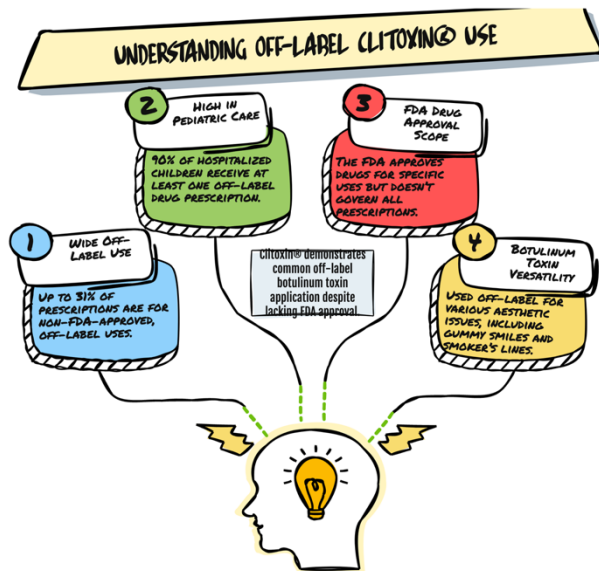 UNDERSTANDING OFF-LABEL CLITOXIN® USE
1
WIDE OFF-
LABEL USE
UP TO 31% OF
PRESCRIPTIONS ARE FOR
NON-FDA-APPROVED,
OFF-LABEL USES.
2
HIGH IN
PEDIATRIC CARE
90% OF HOSPITALIZED
CHILDREN RECEIVE AT
LEAST ONE OFF-LABEL
DRUG PRESCRIPTION.
3
FDA DRUG
APPROVAL
SCOPE
THE FDA APPROVES
DRUGS FOR SPECIFIC
USES BUT DOESN'T
GOVERN ALL
PRESCRIPTIONS.
4
BOTULINUM
TOXIN
VERSATILITY
USED OFF-LABEL FOR
VARIOUS AESTHETIC
ISSUES, INCLUDING
GUMMY SMILES AND
SMOKER'S LINES.
Clitoxin® demonstrates
common off-label
botulinum toxin
application despite
lacking FDA approval.